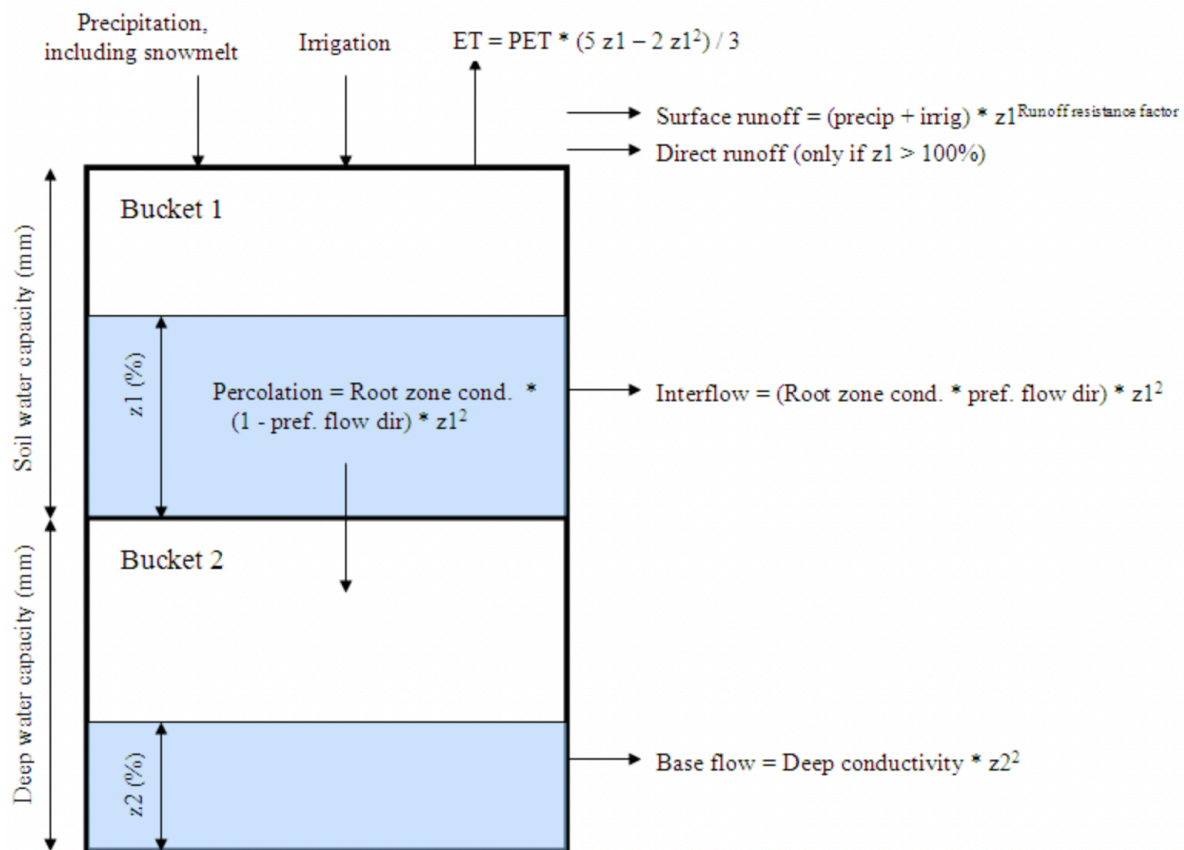 Precipitation,
including snowmelt
Irrigation
ET = PET * (5 z1 – 2 z1²) / 3
Surface runoff = (precip + irrig) * z1^Runoff resistance factor
Direct runoff (only if z1 > 100%)
Bucket 1
Soil water capacity (mm)
z1 (%)
Percolation = Root zone cond. *
(1 - pref. flow dir) * z1²
Interflow = (Root zone cond. * pref. flow dir) * z1²
Bucket 2
Deep water capacity (mm)
z2 (%)
Base flow = Deep conductivity * z2²